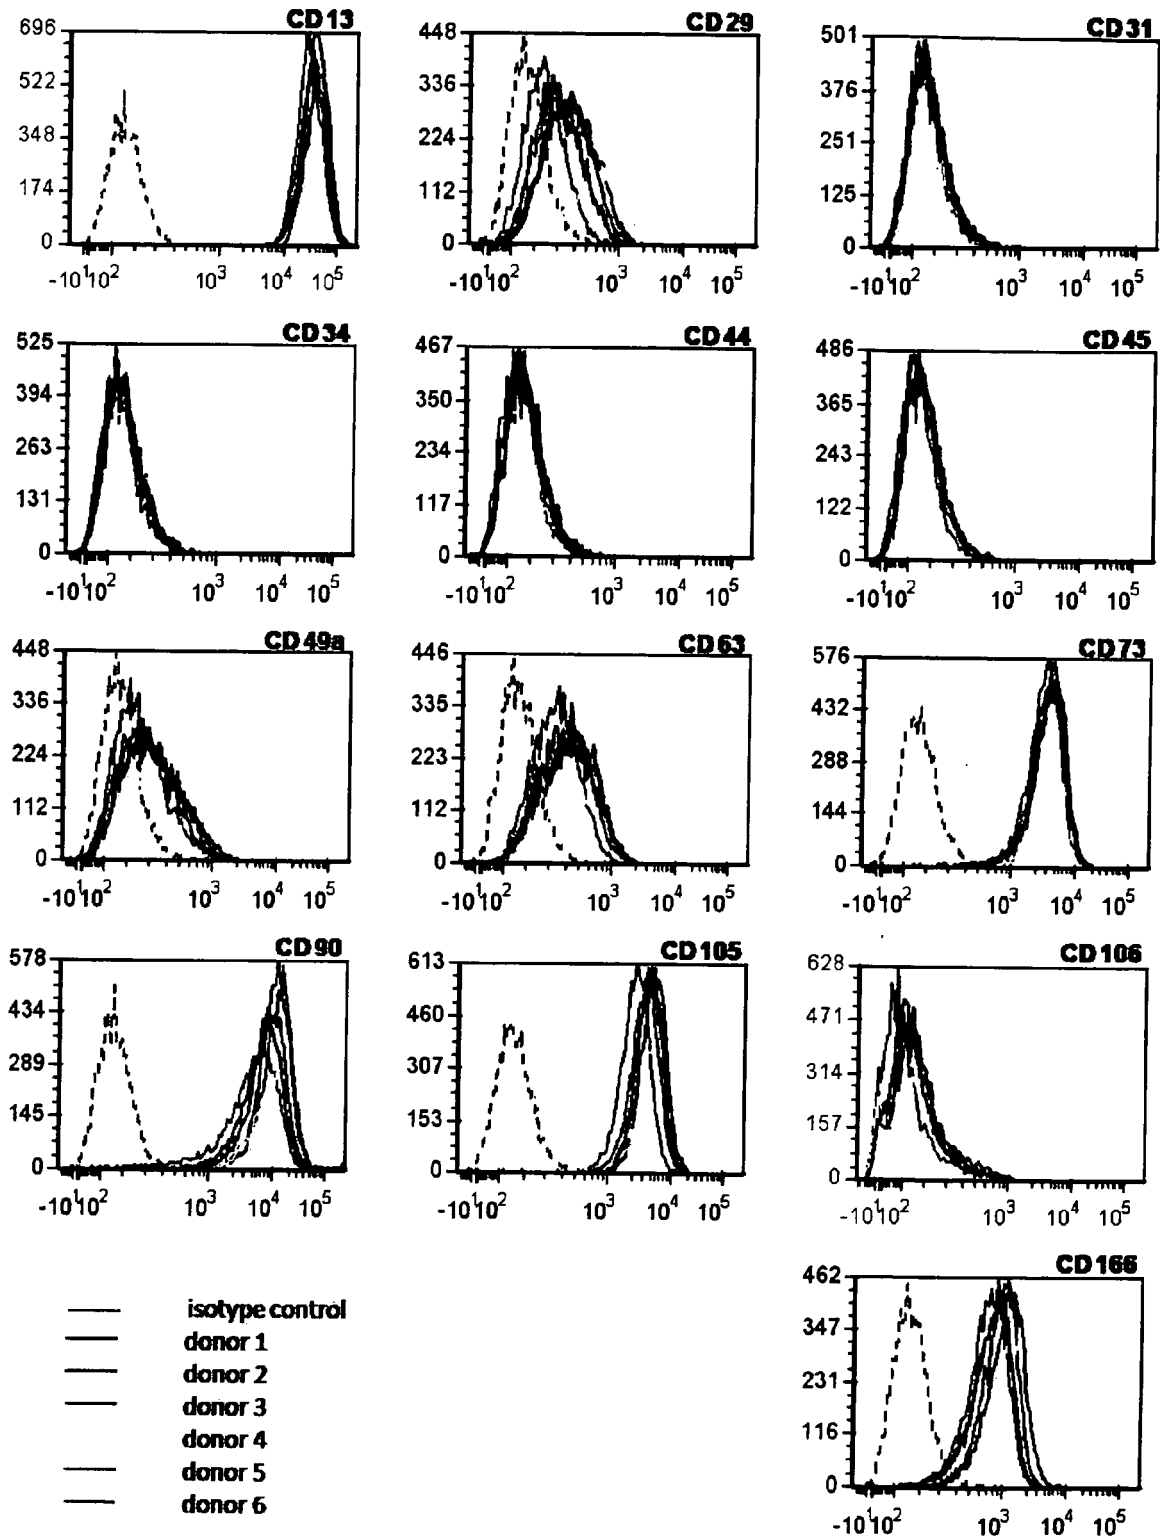 CD13
696
522
348
174
0
-10¹10² 10³ 10⁴ 10⁵
CD29
448
336
224
112
0
-10¹10² 10³ 10⁴ 10⁵
CD31
501
376
251
125
0
-10¹10² 10³ 10⁴ 10⁵
CD34
525
394
263
131
0
-10¹10² 10³ 10⁴ 10⁵
CD44
467
350
234
117
0
-10¹10² 10³ 10⁴ 10⁵
CD45
486
365
243
122
0
-10¹10² 10³ 10⁴ 10⁵
CD49a
448
336
224
112
0
-10¹10² 10³ 10⁴ 10⁵
CD63
446
335
223
112
0
-10¹10² 10³ 10⁴ 10⁵
CD73
576
432
288
144
0
-10¹10² 10³ 10⁴ 10⁵
CD90
578
434
289
145
0
-10¹10² 10³ 10⁴ 10⁵
CD105
613
460
307
153
0
-10¹10² 10³ 10⁴ 10⁵
CD106
628
471
314
157
0
-10¹10² 10³ 10⁴ 10⁵
CD166
462
347
231
116
0
-10¹10² 10³ 10⁴ 10⁵
isotype control
donor 1
donor 2
donor 3
donor 4
donor 5
donor 6